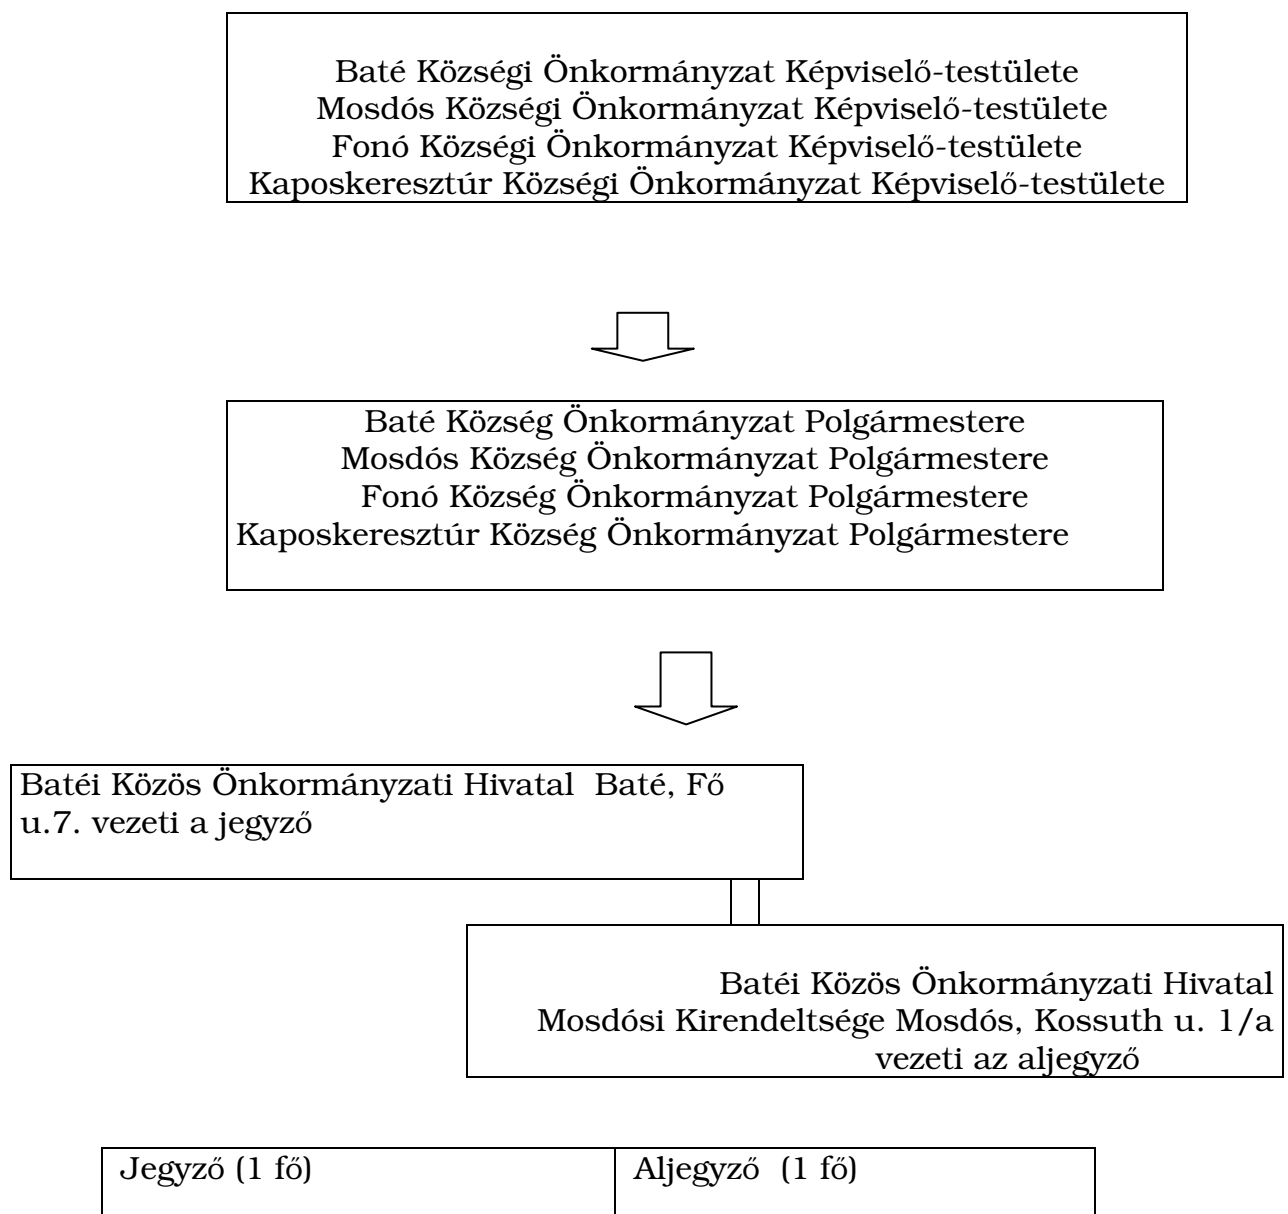 Baté Községi Önkormányzat Képviselő-testülete
Mosdós Községi Önkormányzat Képviselő-testülete
Fonó Községi Önkormányzat Képviselő-testülete
Kaposkeresztúr Községi Önkormányzat Képviselő-testülete
Baté Község Önkormányzat Polgármestere
Mosdós Község Önkormányzat Polgármestere
Fonó Község Önkormányzat Polgármestere
Kaposkeresztúr Község Önkormányzat Polgármestere
Batéi Közös Önkormányzati Hivatal  Baté, Fő
u.7. vezeti a jegyző
Batéi Közös Önkormányzati Hivatal
Mosdósi Kirendeltsége Mosdós, Kossuth u. 1/a
vezeti az aljegyző
Jegyző (1 fő)
Aljegyző  (1 fő)